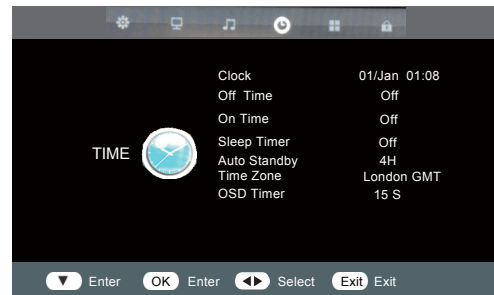 Clock 01/Jan 01:08
Off Time Off
On Time Off
Sleep Timer Off
TIME
Auto Standby 4H
Time Zone London GMT
OSD Timer 15 S
Enter OK Enter Select Exit Exit